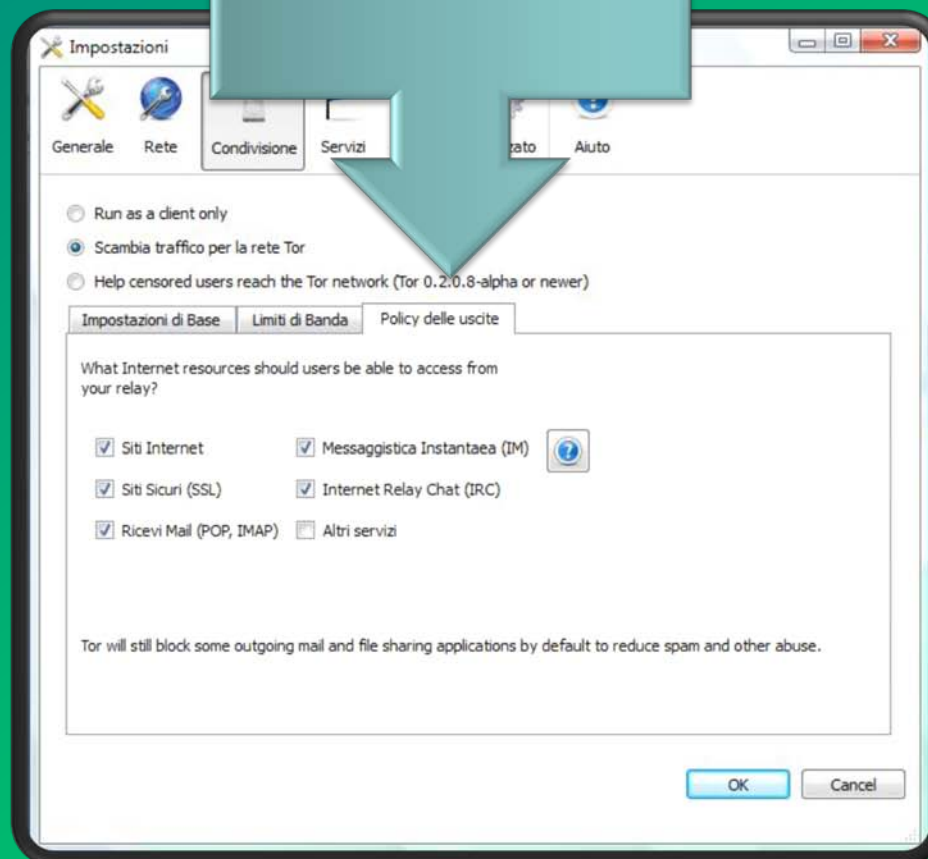 Impostazioni
Generale Rete Condivisione Servizi zato Aiuto
Run as a client only
Scambia traffico per la rete Tor
Help censored users reach the Tor network (Tor 0.2.0.8-alpha or newer)
Impostazioni di Base Limiti di Banda Policy delle uscite
What Internet resources should users be able to access from
your relay?
Siti Internet Messaggistica Instantaea (IM)
Siti Sicuri (SSL) Internet Relay Chat (IRC)
Ricevi Mail (POP, IMAP) Altri servizi
Tor will still block some outgoing mail and file sharing applications by default to reduce spam and other abuse.
OK Cancel